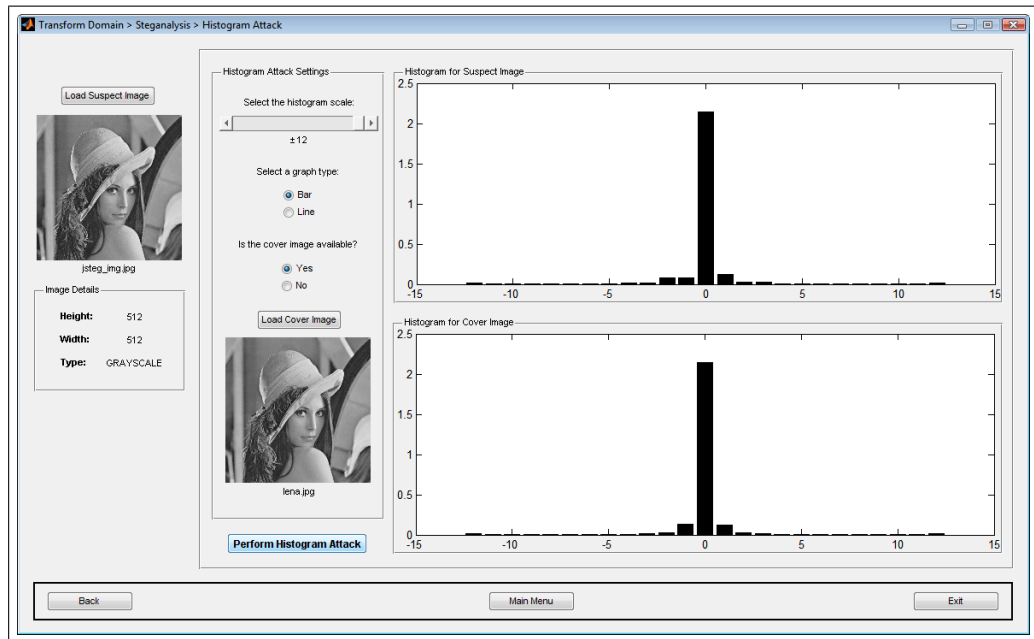 Transform Domain > Steganalysis > Histogram Attack
Load Suspect Image
jsteg_img.jpg
Image Details
Height: 512
Width: 512
Type: GRAYSCALE
Histogram Attack Settings
Select the histogram scale:
±12
Select a graph type:
Bar
Line
Is the cover image available?
Yes
No
Load Cover Image
lena.jpg
Perform Histogram Attack
Histogram for Suspect Image
2.5
2
1.5
1
0.5
0
-15 -10 -5 0 5 10 15
Histogram for Cover Image
2.5
2
1.5
1
0.5
0
-15 -10 -5 0 5 10 15
Back
Main Menu
Exit